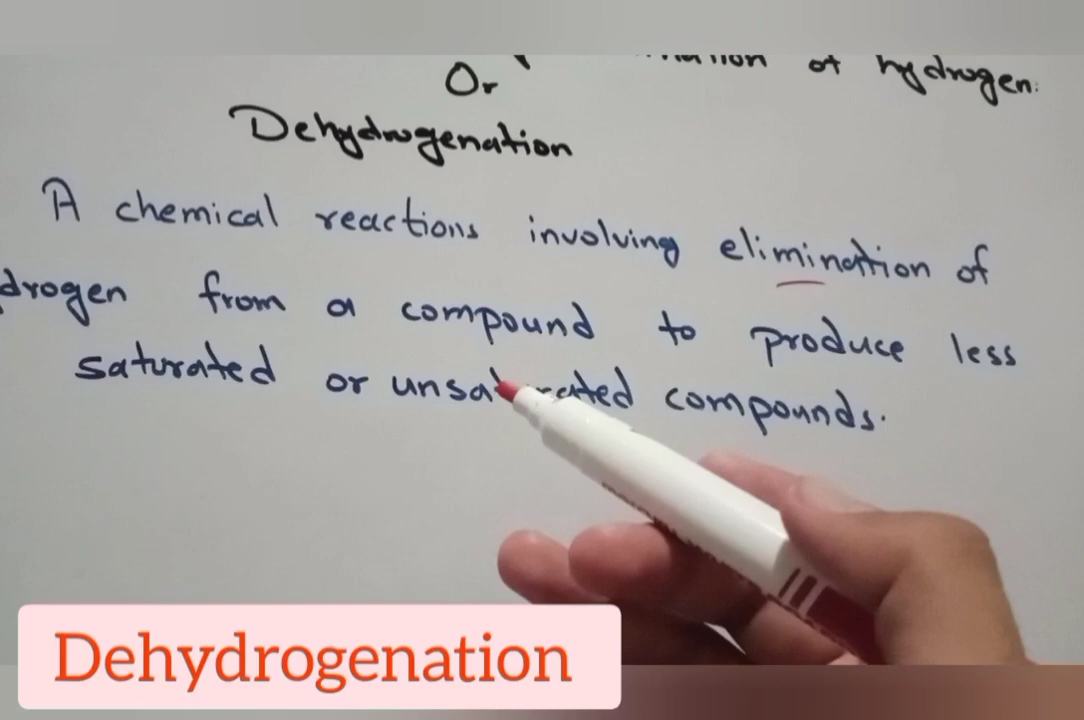 of hydrogen.
Or
Dehydrogenation
A chemical reactions involving elimination of
drogen from a compound to produce less
saturated or unsaturated compounds.
Dehydrogenation